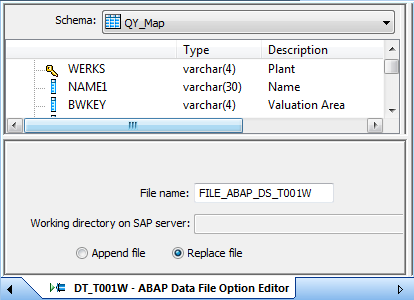 Schema: QY_Map
Type Description
WERKS varchar(4) Plant
NAME1 varchar(30) Name
BWKEY varchar(4) Valuation Area
File name: FILE_ABAP_DS_T001W
Working directory on SAP server:
Append file Replace file
DT_T001W - ABAP Data File Option Editor